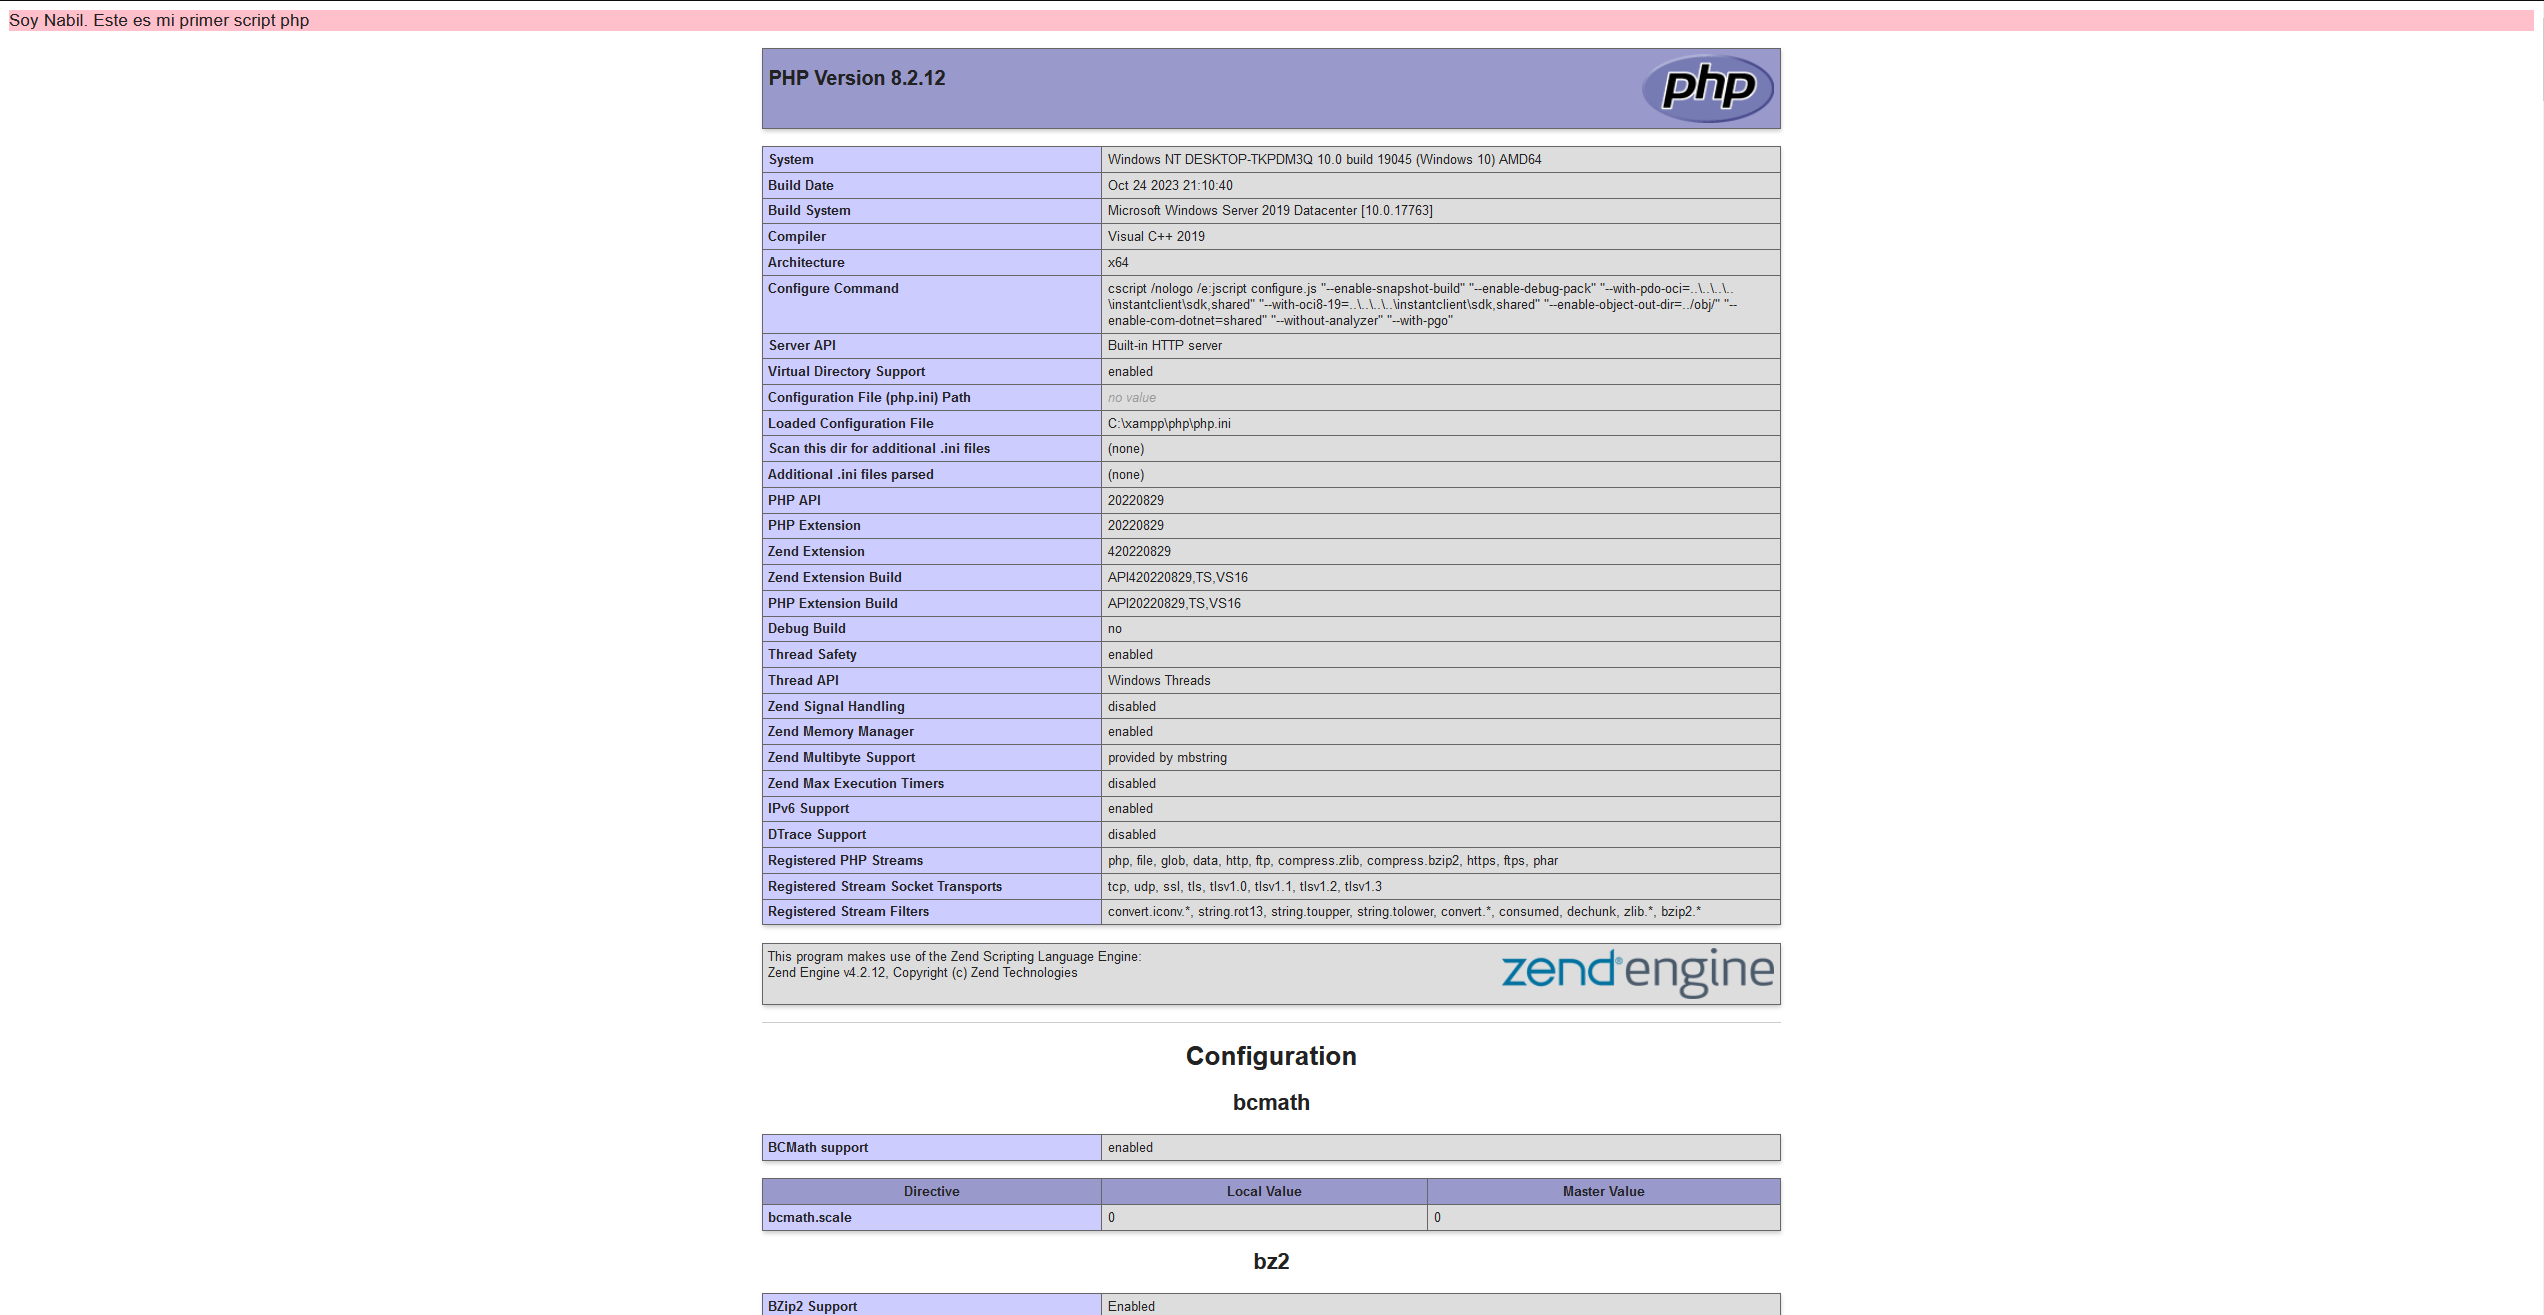 Soy Nabil. Este es mi primer script php
PHP Version 8.2.12
php
System Windows NT DESKTOP-TKPDM3Q 10.0 build 19045 (Windows 10) AMD64
Build Date Oct 24 2023 21:10:40
Build System Microsoft Windows Server 2019 Datacenter [10.0.17763]
Compiler Visual C++ 2019
Architecture x64
Configure Command cscript /nologo /e:jscript configure.js "--enable-snapshot-build" "--enable-debug-pack" "--with-pdo-oci=..\..\..\..
\instantclient\sdk,shared" "--with-oci8-19=..\..\..\..\instantclient\sdk,shared" "--enable-object-out-dir=../obj/" "--
enable-com-dotnet=shared" "--without-analyzer" "--with-pgo"
Server API Built-in HTTP server
Virtual Directory Support enabled
Configuration File (php.ini) Path no value
Loaded Configuration File C:\xampp\php\php.ini
Scan this dir for additional .ini files (none)
Additional .ini files parsed (none)
PHP API 20220829
PHP Extension 20220829
Zend Extension 420220829
Zend Extension Build API420220829,TS,VS16
PHP Extension Build API20220829,TS,VS16
Debug Build no
Thread Safety enabled
Thread API Windows Threads
Zend Signal Handling disabled
Zend Memory Manager enabled
Zend Multibyte Support provided by mbstring
Zend Max Execution Timers disabled
IPv6 Support enabled
DTrace Support disabled
Registered PHP Streams php, file, glob, data, http, ftp, compress.zlib, compress.bzip2, https, ftps, phar
Registered Stream Socket Transports tcp, udp, ssl, tls, tlsv1.0, tlsv1.1, tlsv1.2, tlsv1.3
Registered Stream Filters convert.iconv.*, string.rot13, string.toupper, string.tolower, convert.*, consumed, dechunk, zlib.*, bzip2.*
This program makes use of the Zend Scripting Language Engine:
Zend Engine v4.2.12, Copyright (c) Zend Technologies
zend® engine
Configuration
bcmath
BCMath support enabled
Directive Local Value Master Value
bcmath.scale 0 0
bz2
BZip2 Support Enabled